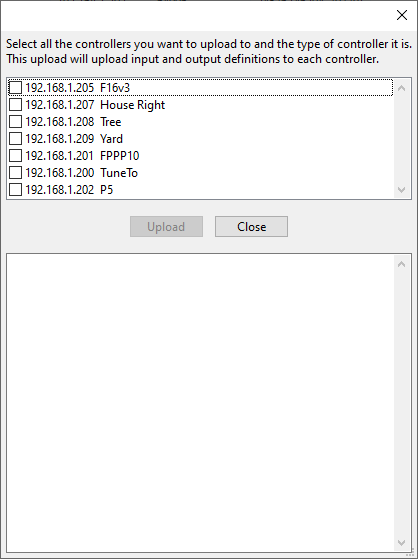 Select all the controllers you want to upload to and the type of controller it is.
This upload will upload input and output definitions to each controller.
192.168.1.205 F16v3
192.168.1.207 House Right
192.168.1.208 Tree
192.168.1.209 Yard
192.168.1.201 FPPP10
192.168.1.200 TuneTo
192.168.1.202 P5
Upload Close